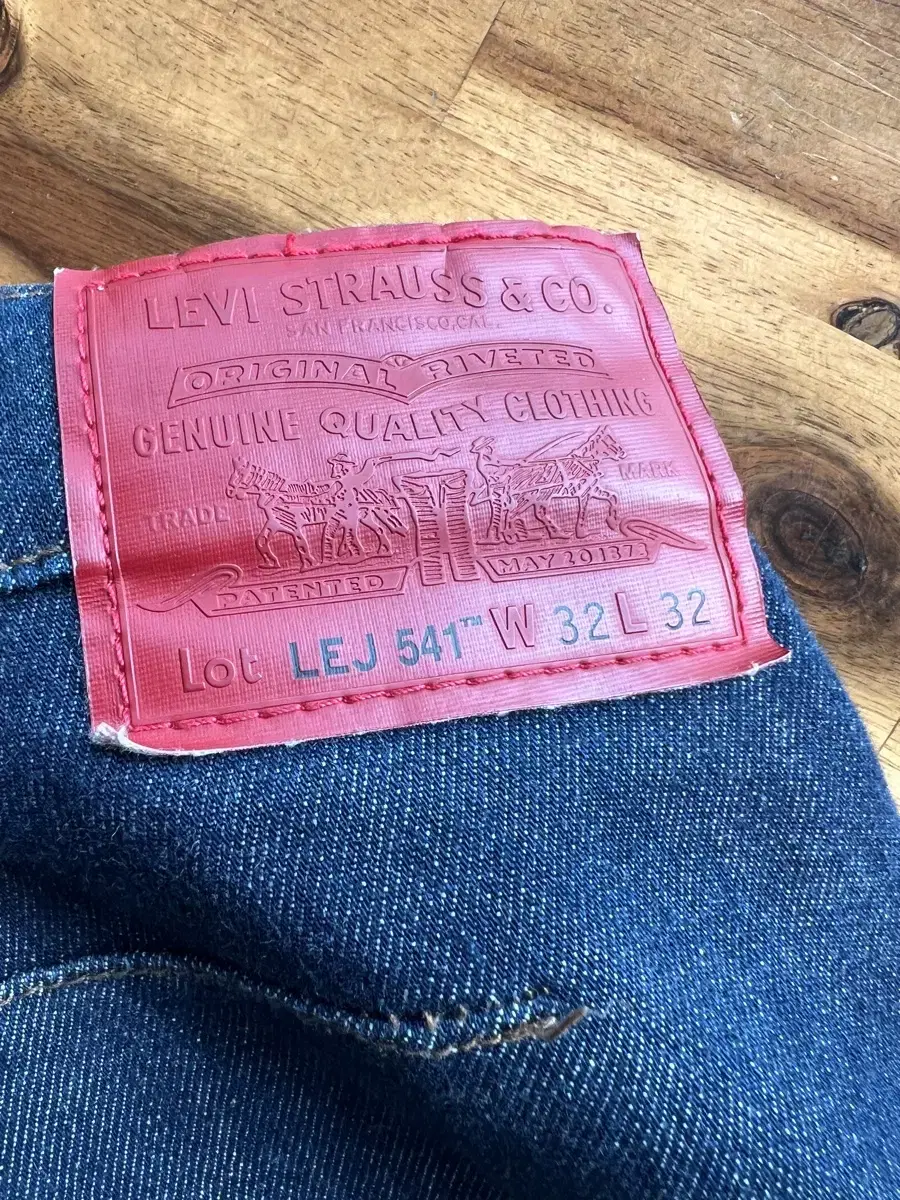 LEVI STRAUSS & CO.
SAN FRANCISCO, CAL.
ORIGINAL RIVETED
GENUINE QUALITY CLOTHING
TRADE MARK
PATENTED MAY 20 1873
Lot LEJ 541™ W 32 L 32